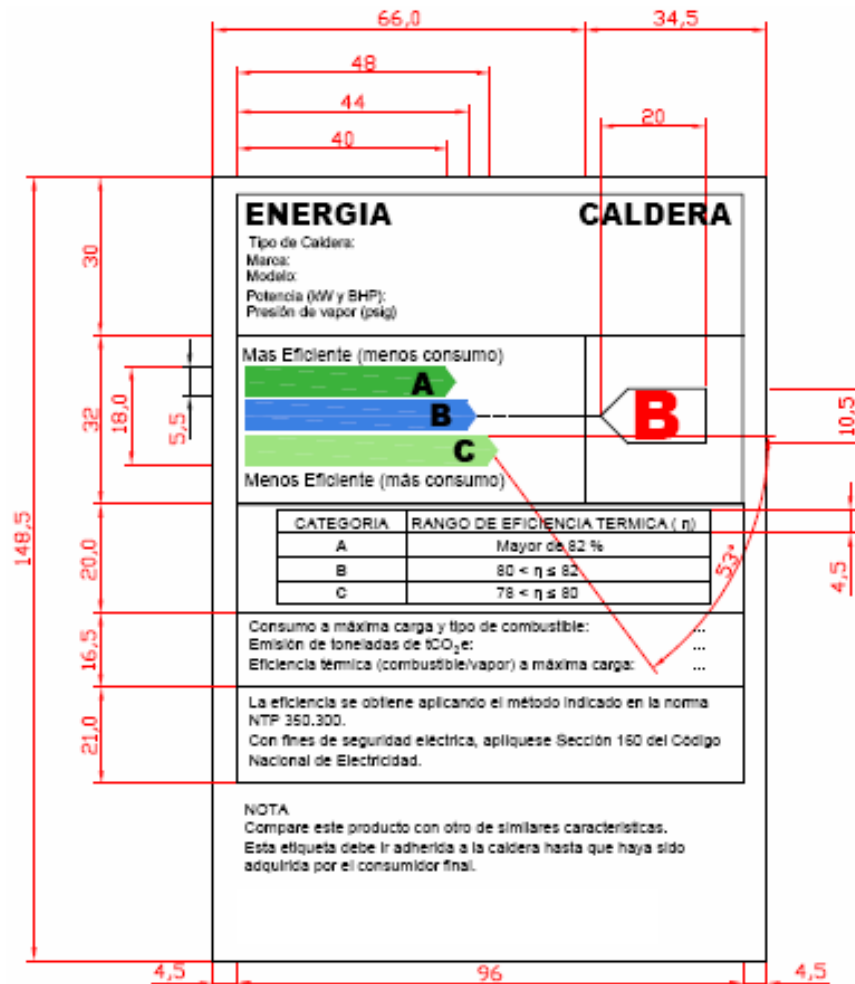 66,0
34,5
48
44
20
40
ENERGIA CALDERA
Tipo de Caldera:
Marca:
Modelo:
Potencia (kW y BHP):
Presión de vapor (psig)
30
Mas Eficiente (menos consumo)
A
B
C
B
Menos Eficiente (más consumo)
32
18,0
5,5
10,5
148,5
CATEGORIA RANGO DE EFICIENCIA TERMICA ( η)
A Mayor de 82 %
B 80 < η ≤ 82
C 78 < η ≤ 80
20,0
53°
4,5
Consumo a máxima carga y tipo de combustible: ...
Emisión de toneladas de tCO₂e: ...
Eficiencia térmica (combustible/vapor) a máxima carga: ...
16,5
La eficiencia se obtiene aplicando el método indicado en la norma
NTP 350.300.
Con fines de seguridad eléctrica, aplíquese Sección 160 del Código
Nacional de Electricidad.
21,0
NOTA
Compare este producto con otro de similares características.
Esta etiqueta debe ir adherida a la caldera hasta que haya sido
adquirida por el consumidor final.
4,5
96
4,5